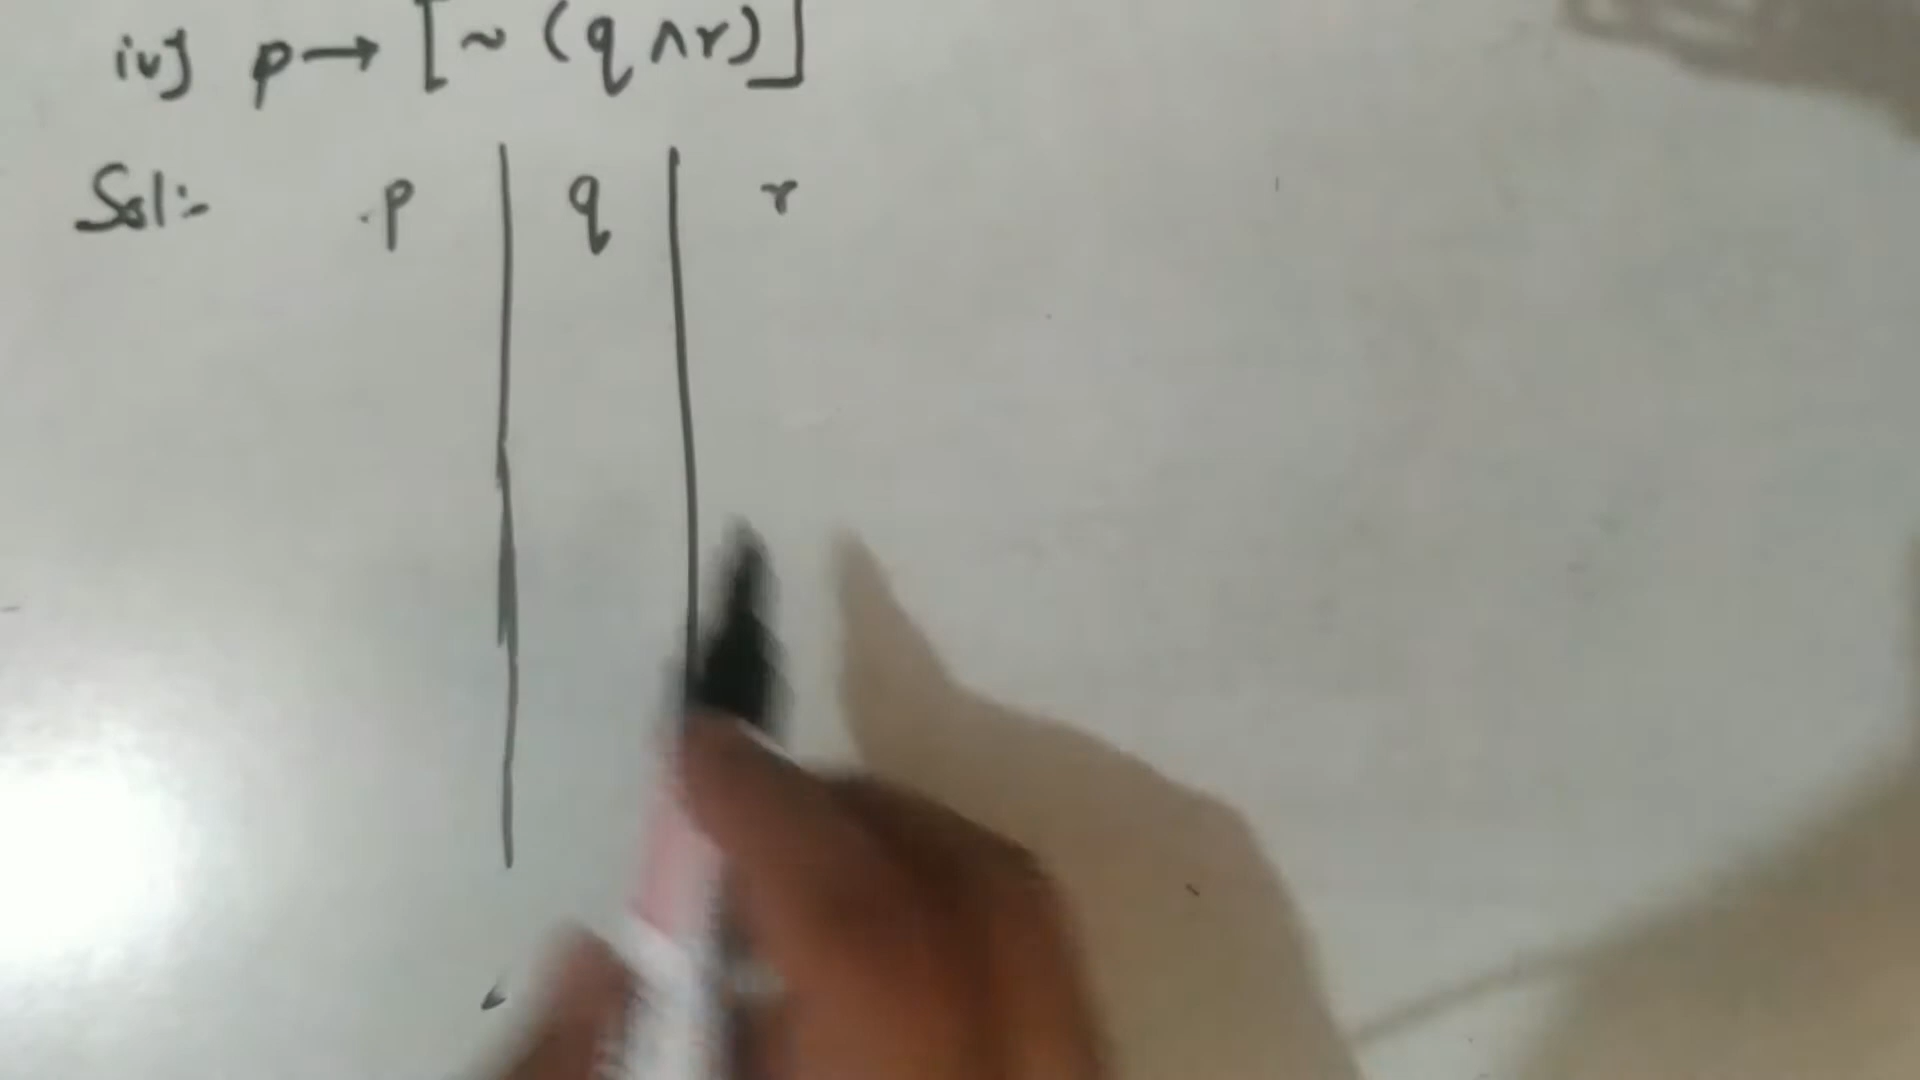 iv] p → [~ (q ∧ r)]
Sol:- p q r